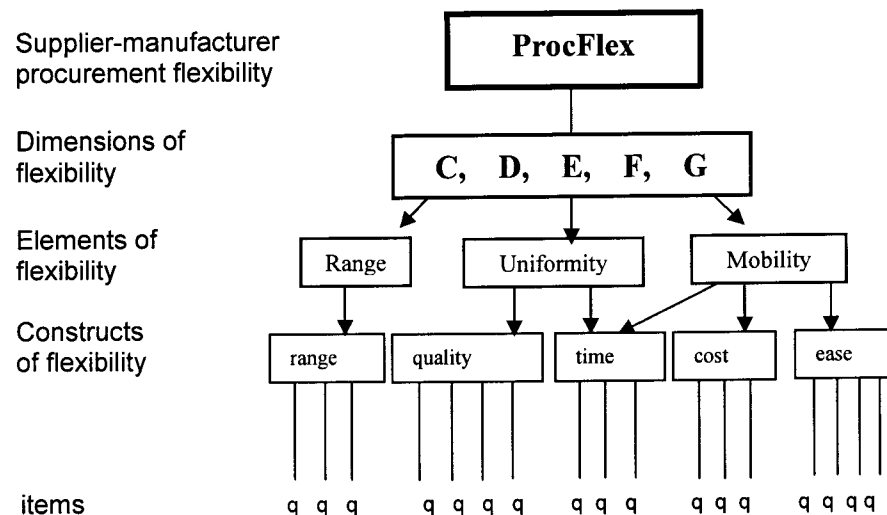 Supplier-manufacturer
procurement flexibility
ProcFlex
Dimensions of
flexibility
C, D, E, F, G
Elements of
flexibility
Range
Uniformity
Mobility
Constructs
of flexibility
range
quality
time
cost
ease
items
q q q q q q q q q q q q q q q q q q